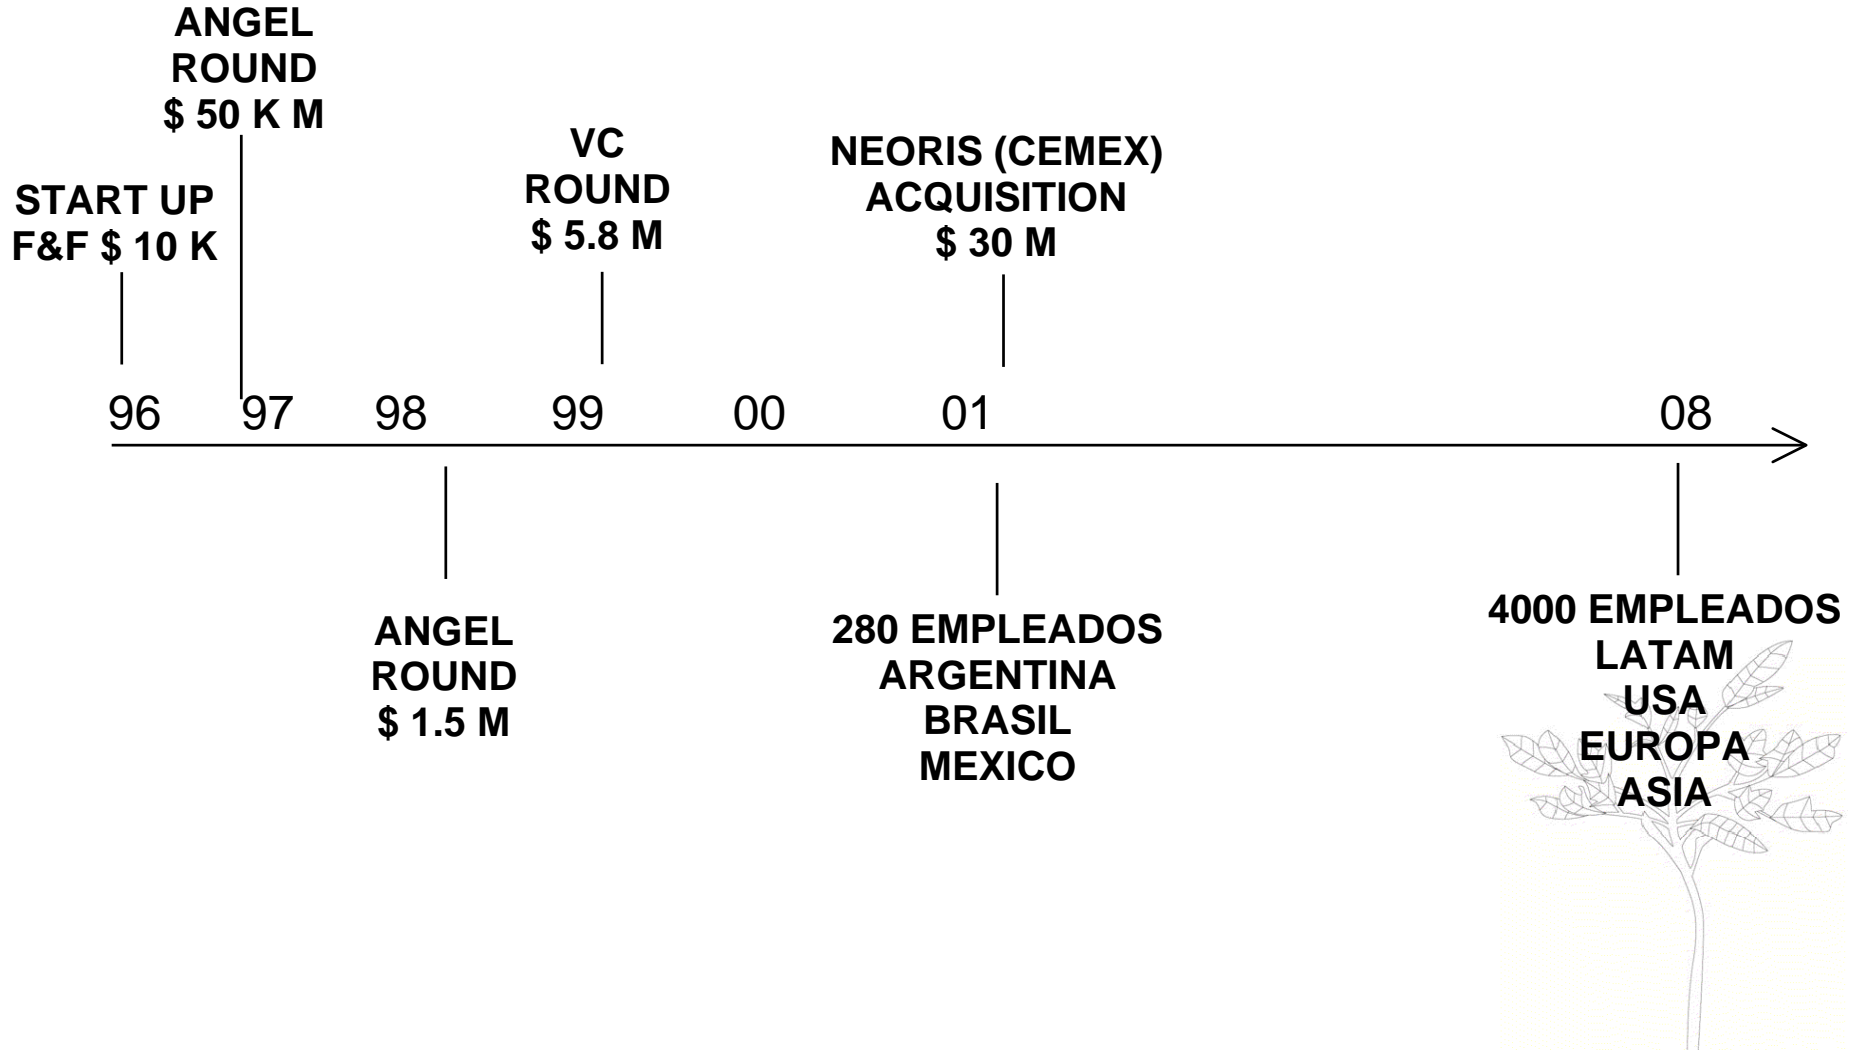 ANGEL
ROUND
$ 50 K M
START UP
F&F $ 10 K
VC
ROUND
$ 5.8 M
NEORIS (CEMEX)
ACQUISITION
$ 30 M
96 97 98 99 00 01 08
ANGEL
ROUND
$ 1.5 M
280 EMPLEADOS
ARGENTINA
BRASIL
MEXICO
4000 EMPLEADOS
LATAM
USA
EUROPA
ASIA